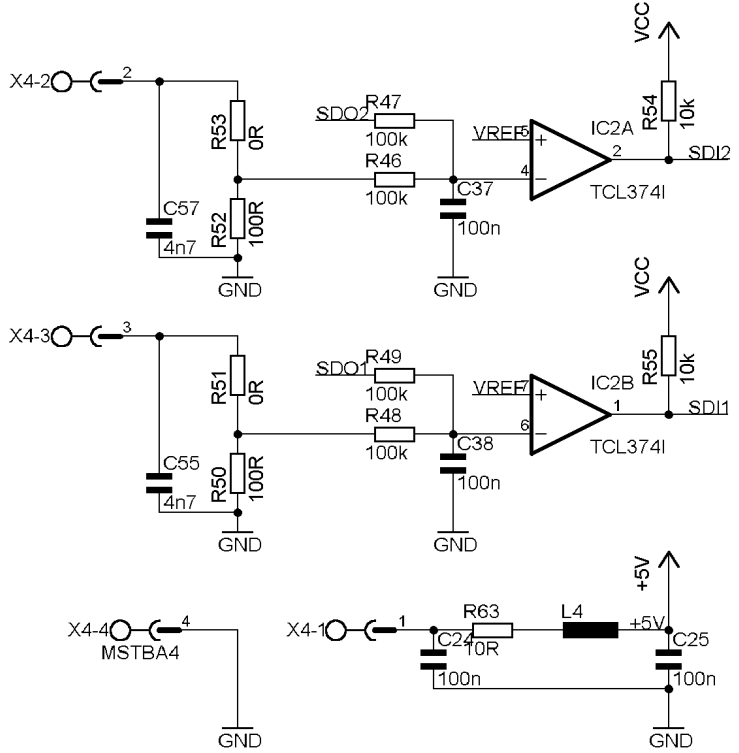 VCC
X4-2
2
R53
0R
SDO2
R47
100k
R46
100k
VREF
5
4
IC2A
2
TCL374I
R54
10k
SDI2
C57
4n7
R52
100R
GND
C37
100n
GND
VCC
X4-3
3
R51
0R
SDO1
R49
100k
R48
100k
VREF
7
6
IC2B
1
TCL374I
R55
10k
SDI1
C55
4n7
R50
100R
GND
C38
100n
GND
X4-4
4
MSTBA4
GND
X4-1
1
C24
100n
R63
10R
L4
+5V
+5V
C25
100n
GND